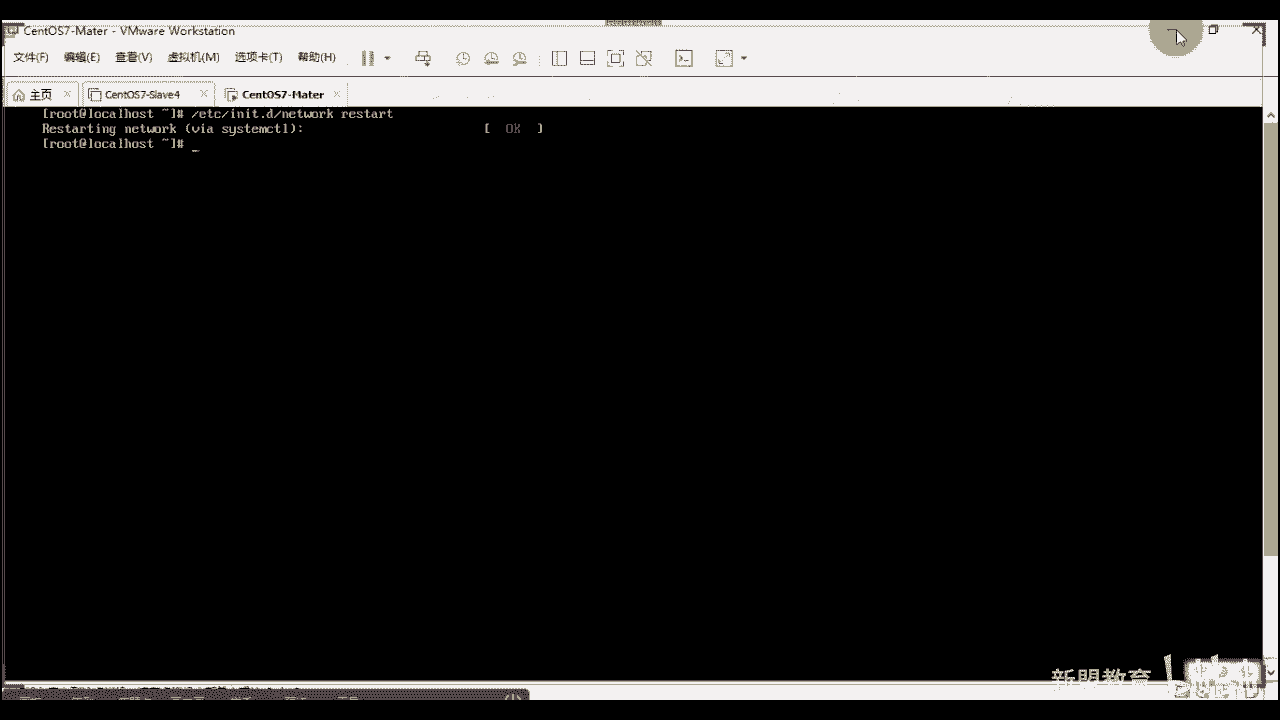 CentOS7-Mater - VMware Workstation
文件(F) 编辑(E) 查看(V) 虚拟机(M) 选项卡(T) 帮助(H)
主页 CentOS7-Slave4 CentOS7-Mater
[root@localhost ~]# /etc/init.d/network restart
Restarting network (via systemctl): [ OK ]
[root@localhost ~]# _
新盟教育